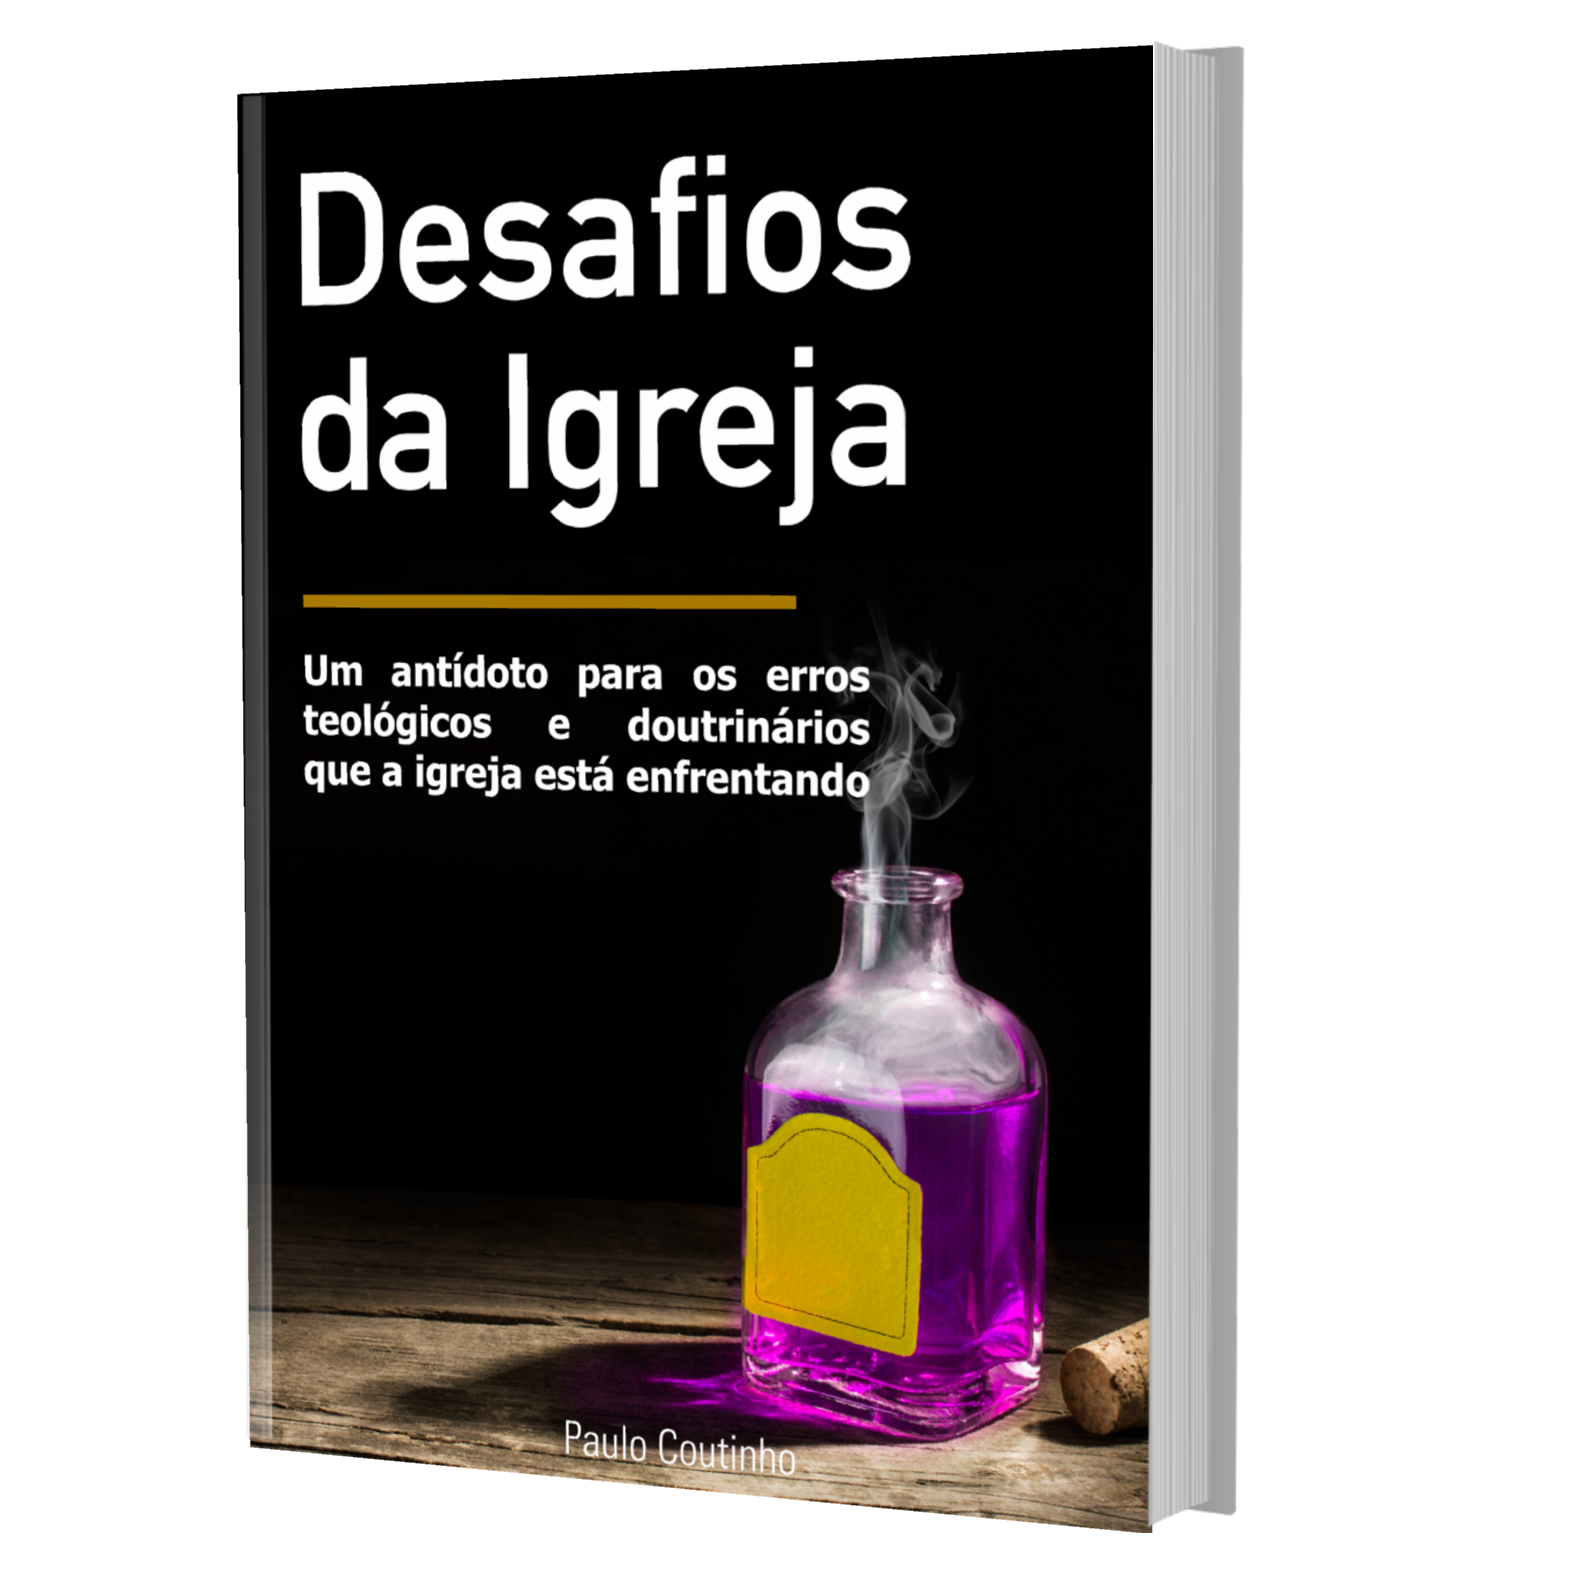 Desafios
da Igreja
Um antídoto para os erros
teológicos e doutrinários
que a igreja está enfrentando
Paulo Coutinho